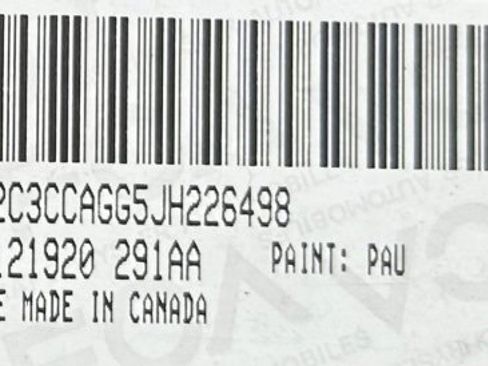 2C3CCAGG5JH226498
121920 291AA PAINT: PAU
E MADE IN CANADA